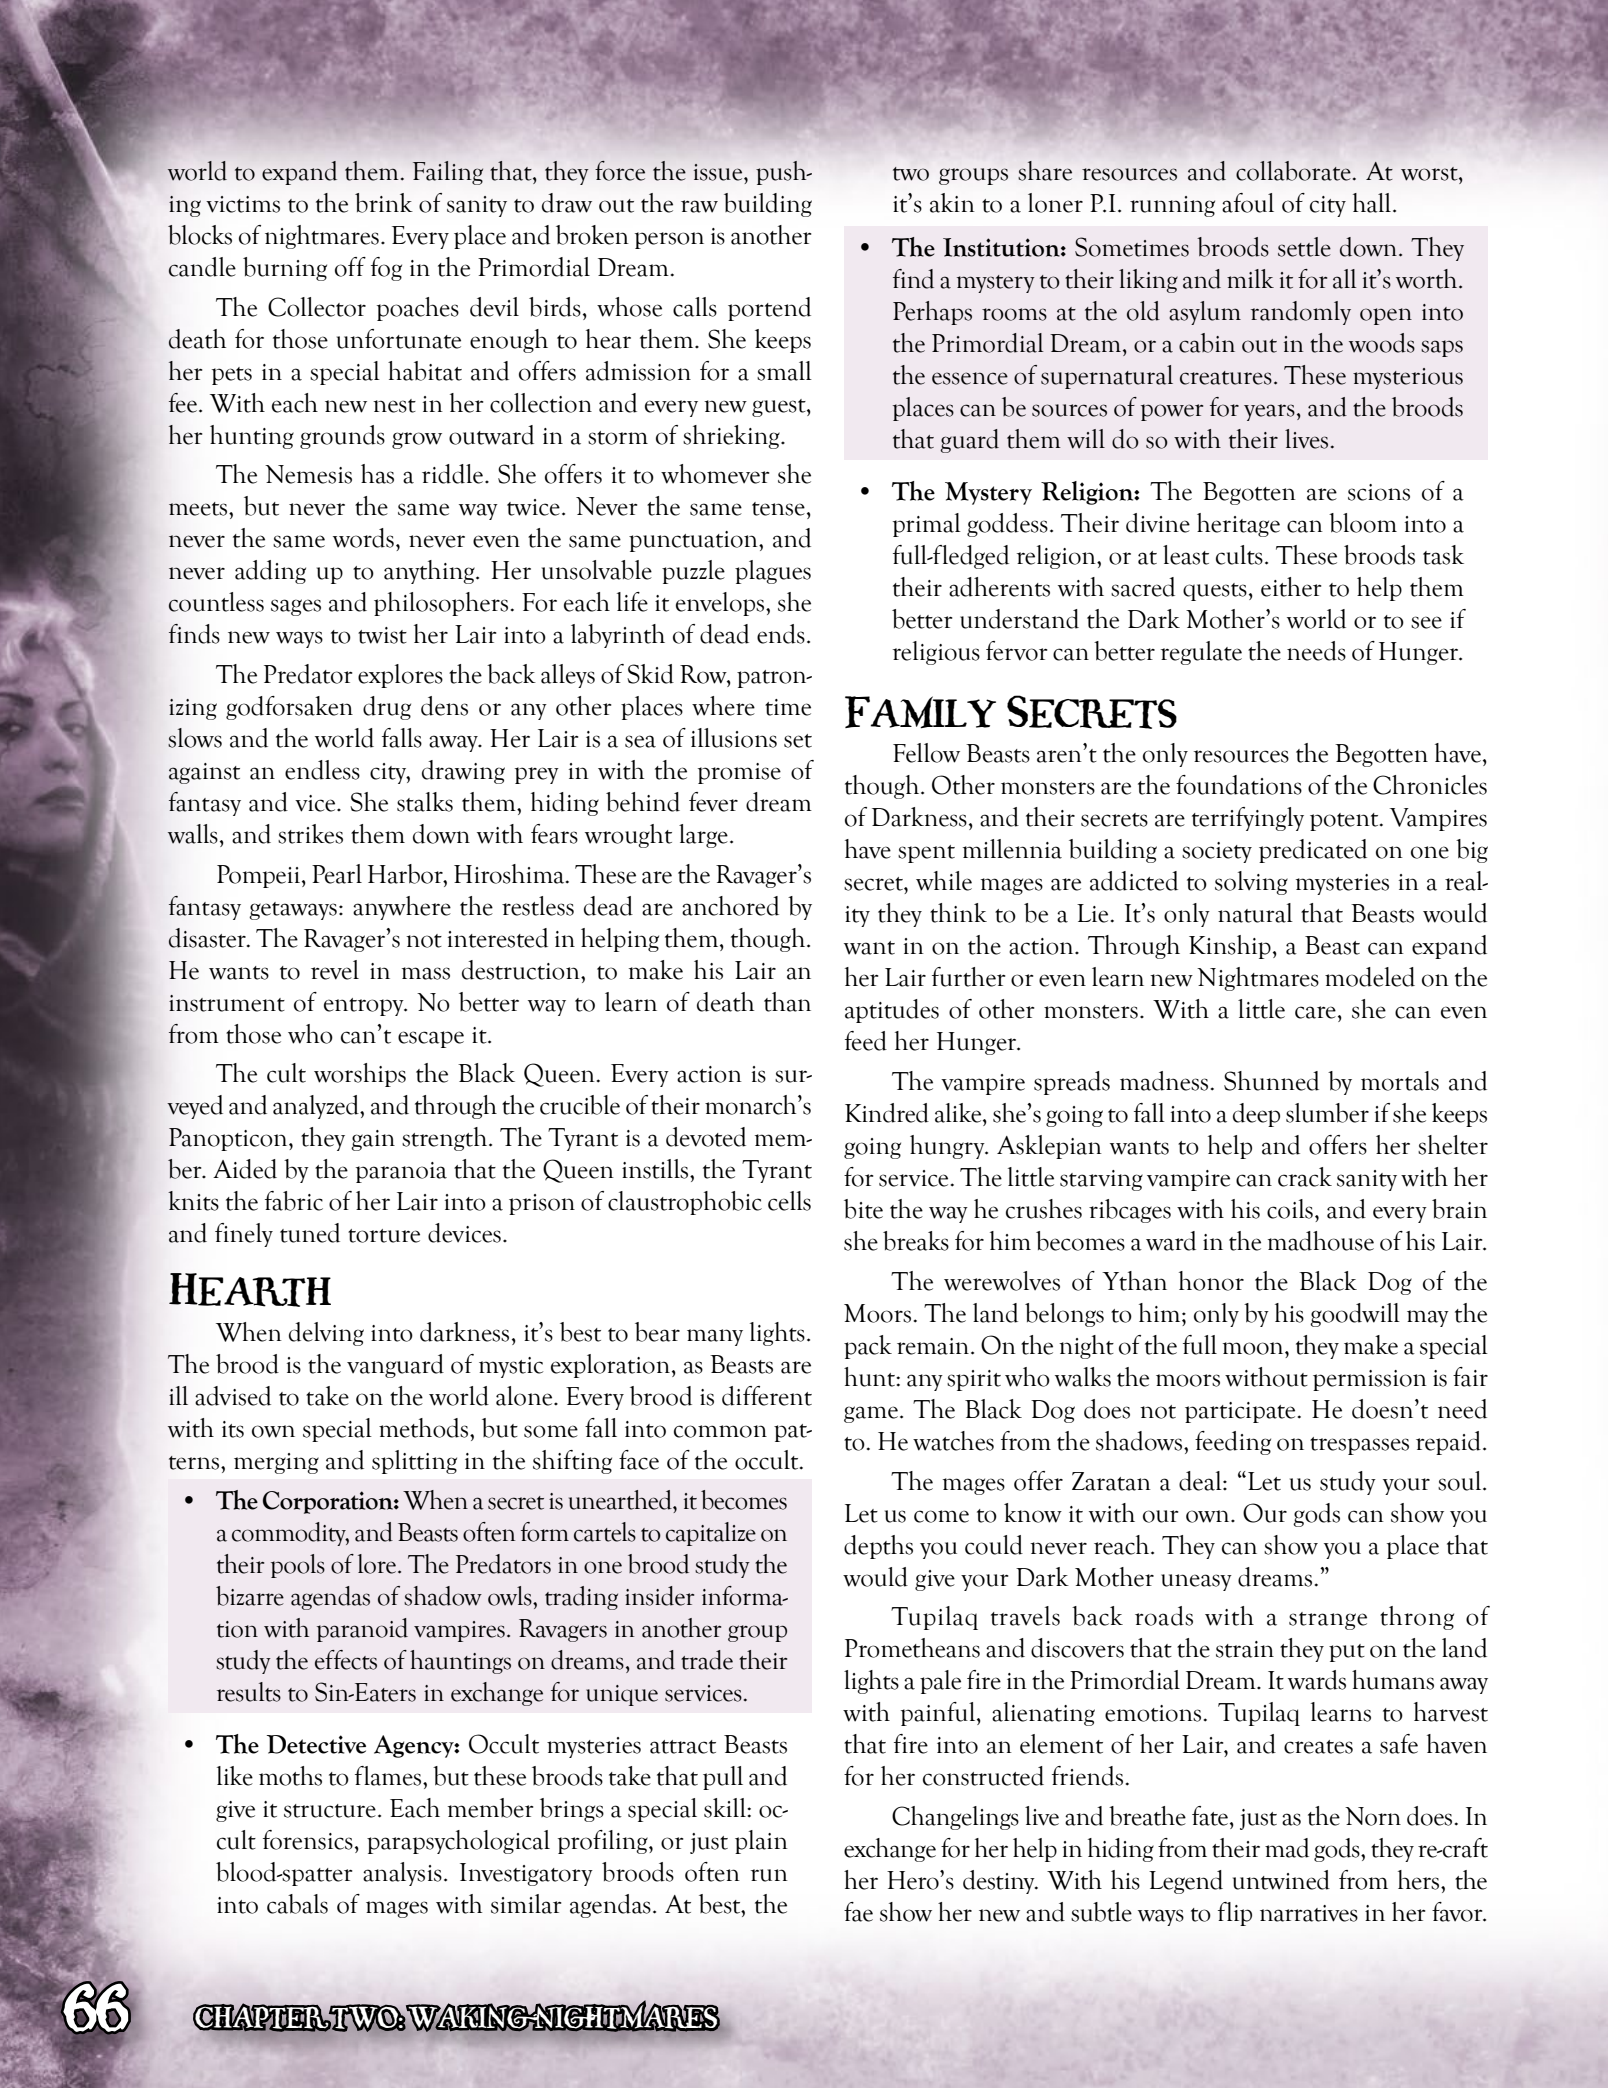 world to expand them. Failing that, they force the issue, push-
ing victims to the brink of sanity to draw out the raw building
blocks of nightmares. Every place and broken person is another
candle burning off fog in the Primordial Dream.
The Collector poaches devil birds, whose calls portend
death for those unfortunate enough to hear them. She keeps
her pets in a special habitat and offers admission for a small
fee. With each new nest in her collection and every new guest,
her hunting grounds grow outward in a storm of shrieking.
The Nemesis has a riddle. She offers it to whomever she
meets, but never the same way twice. Never the same tense,
never the same words, never even the same punctuation, and
never adding up to anything. Her unsolvable puzzle plagues
countless sages and philosophers. For each life it envelops, she
finds new ways to twist her Lair into a labyrinth of dead ends.
The Predator explores the back alleys of Skid Row, patron-
izing godforsaken drug dens or any other places where time
slows and the world falls away. Her Lair is a sea of illusions set
against an endless city, drawing prey in with the promise of
fantasy and vice. She stalks them, hiding behind fever dream
walls, and strikes them down with fears wrought large.
Pompeii, Pearl Harbor, Hiroshima. These are the Ravager's
fantasy getaways: anywhere the restless dead are anchored by
disaster. The Ravager's not interested in helping them, though.
He wants to revel in mass destruction, to make his Lair an
instrument of entropy. No better way to learn of death than
from those who can't escape it.
The cult worships the Black Queen. Every action is sur-
veyed and analyzed, and through the crucible of their monarch's
Panopticon, they gain strength. The Tyrant is a devoted mem-
ber. Aided by the paranoia that the Queen instills, the Tyrant
knits the fabric of her Lair into a prison of claustrophobic cells
and finely tuned torture devices.
HEARTH
When delving into darkness, it's best to bear many lights.
The brood is the vanguard of mystic exploration, as Beasts are
ill advised to take on the world alone. Every brood is different
with its own special methods, but some fall into common pat-
terns, merging and splitting in the shifting face of the occult.
• The Corporation: When a secret is unearthed, it becomes
a commodity, and Beasts often form cartels to capitalize on
their pools of lore. The Predators in one brood study the
bizarre agendas of shadow owls, trading insider informa-
tion with paranoid vampires. Ravagers in another group
study the effects of hauntings on dreams, and trade their
results to Sin-Eaters in exchange for unique services.
• The Detective Agency: Occult mysteries attract Beasts
like moths to flames, but these broods take that pull and
give it structure. Each member brings a special skill: oc-
cult forensics, parapsychological profiling, or just plain
blood-spatter analysis. Investigatory broods often run
into cabals of mages with similar agendas. At best, the
two groups share resources and collaborate. At worst,
it's akin to a loner P.I. running afoul of city hall.
• The Institution: Sometimes broods settle down. They
find a mystery to their liking and milk it for all it's worth.
Perhaps rooms at the old asylum randomly open into
the Primordial Dream, or a cabin out in the woods saps
the essence of supernatural creatures. These mysterious
places can be sources of power for years, and the broods
that guard them will do so with their lives.
• The Mystery Religion: The Begotten are scions of a
primal goddess. Their divine heritage can bloom into a
full-fledged religion, or at least cults. These broods task
their adherents with sacred quests, either to help them
better understand the Dark Mother's world or to see if
religious fervor can better regulate the needs of Hunger.
FAMILY SECRETS
Fellow Beasts aren't the only resources the Begotten have,
though. Other monsters are the foundations of the Chronicles
of Darkness, and their secrets are terrifyingly potent. Vampires
have spent millennia building a society predicated on one big
secret, while mages are addicted to solving mysteries in a real-
ity they think to be a Lie. It's only natural that Beasts would
want in on the action. Through Kinship, a Beast can expand
her Lair further or even learn new Nightmares modeled on the
aptitudes of other monsters. With a little care, she can even
feed her Hunger.
The vampire spreads madness. Shunned by mortals and
Kindred alike, she's going to fall into a deep slumber if she keeps
going hungry. Asklepian wants to help and offers her shelter
for service. The little starving vampire can crack sanity with her
bite the way he crushes ribcages with his coils, and every brain
she breaks for him becomes a ward in the madhouse of his Lair.
The werewolves of Ythan honor the Black Dog of the
Moors. The land belongs to him; only by his goodwill may the
pack remain. On the night of the full moon, they make a special
hunt: any spirit who walks the moors without permission is fair
game. The Black Dog does not participate. He doesn't need
to. He watches from the shadows, feeding on trespasses repaid.
The mages offer Zaratan a deal: "Let us study your soul.
Let us come to know it with our own. Our gods can show you
depths you could never reach. They can show you a place that
would give your Dark Mother uneasy dreams."
Tupilaq travels back roads with a strange throng of
Prometheans and discovers that the strain they put on the land
lights a pale fire in the Primordial Dream. It wards humans away
with painful, alienating emotions. Tupilaq learns to harvest
that fire into an element of her Lair, and creates a safe haven
for her constructed friends.
Changelings live and breathe fate, just as the Norn does. In
exchange for her help in hiding from their mad gods, they re-craft
her Hero's destiny. With his Legend untwined from hers, the
fae show her new and subtle ways to flip narratives in her favor.
66
CHAPTER TWO: WAKING-NIGHTMARES